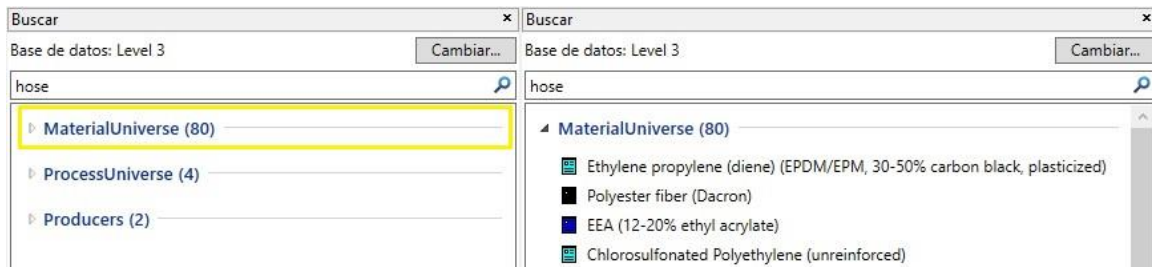 Buscar ×
Base de datos: Level 3 Cambiar...
hose
MaterialUniverse (80)
ProcessUniverse (4)
Producers (2)
Buscar ×
Base de datos: Level 3 Cambiar...
hose
MaterialUniverse (80)
Ethylene propylene (diene) (EPDM/EPM, 30-50% carbon black, plasticized)
Polyester fiber (Dacron)
EEA (12-20% ethyl acrylate)
Chlorosulfonated Polyethylene (unreinforced)